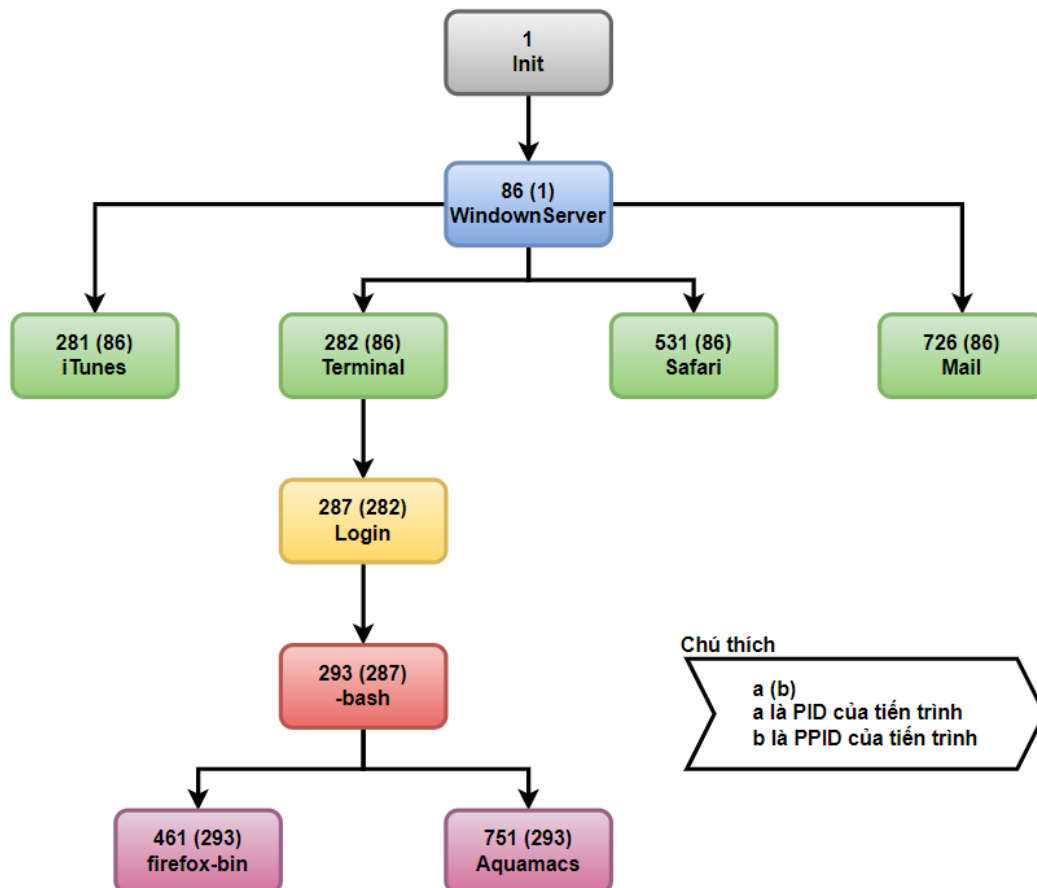 1
Init
86 (1)
WindownServer
281 (86)
iTunes
282 (86)
Terminal
531 (86)
Safari
726 (86)
Mail
287 (282)
Login
293 (287)
-bash
Chú thích
a (b)
a là PID của tiến trình
b là PPID của tiến trình
461 (293)
firefox-bin
751 (293)
Aquamacs